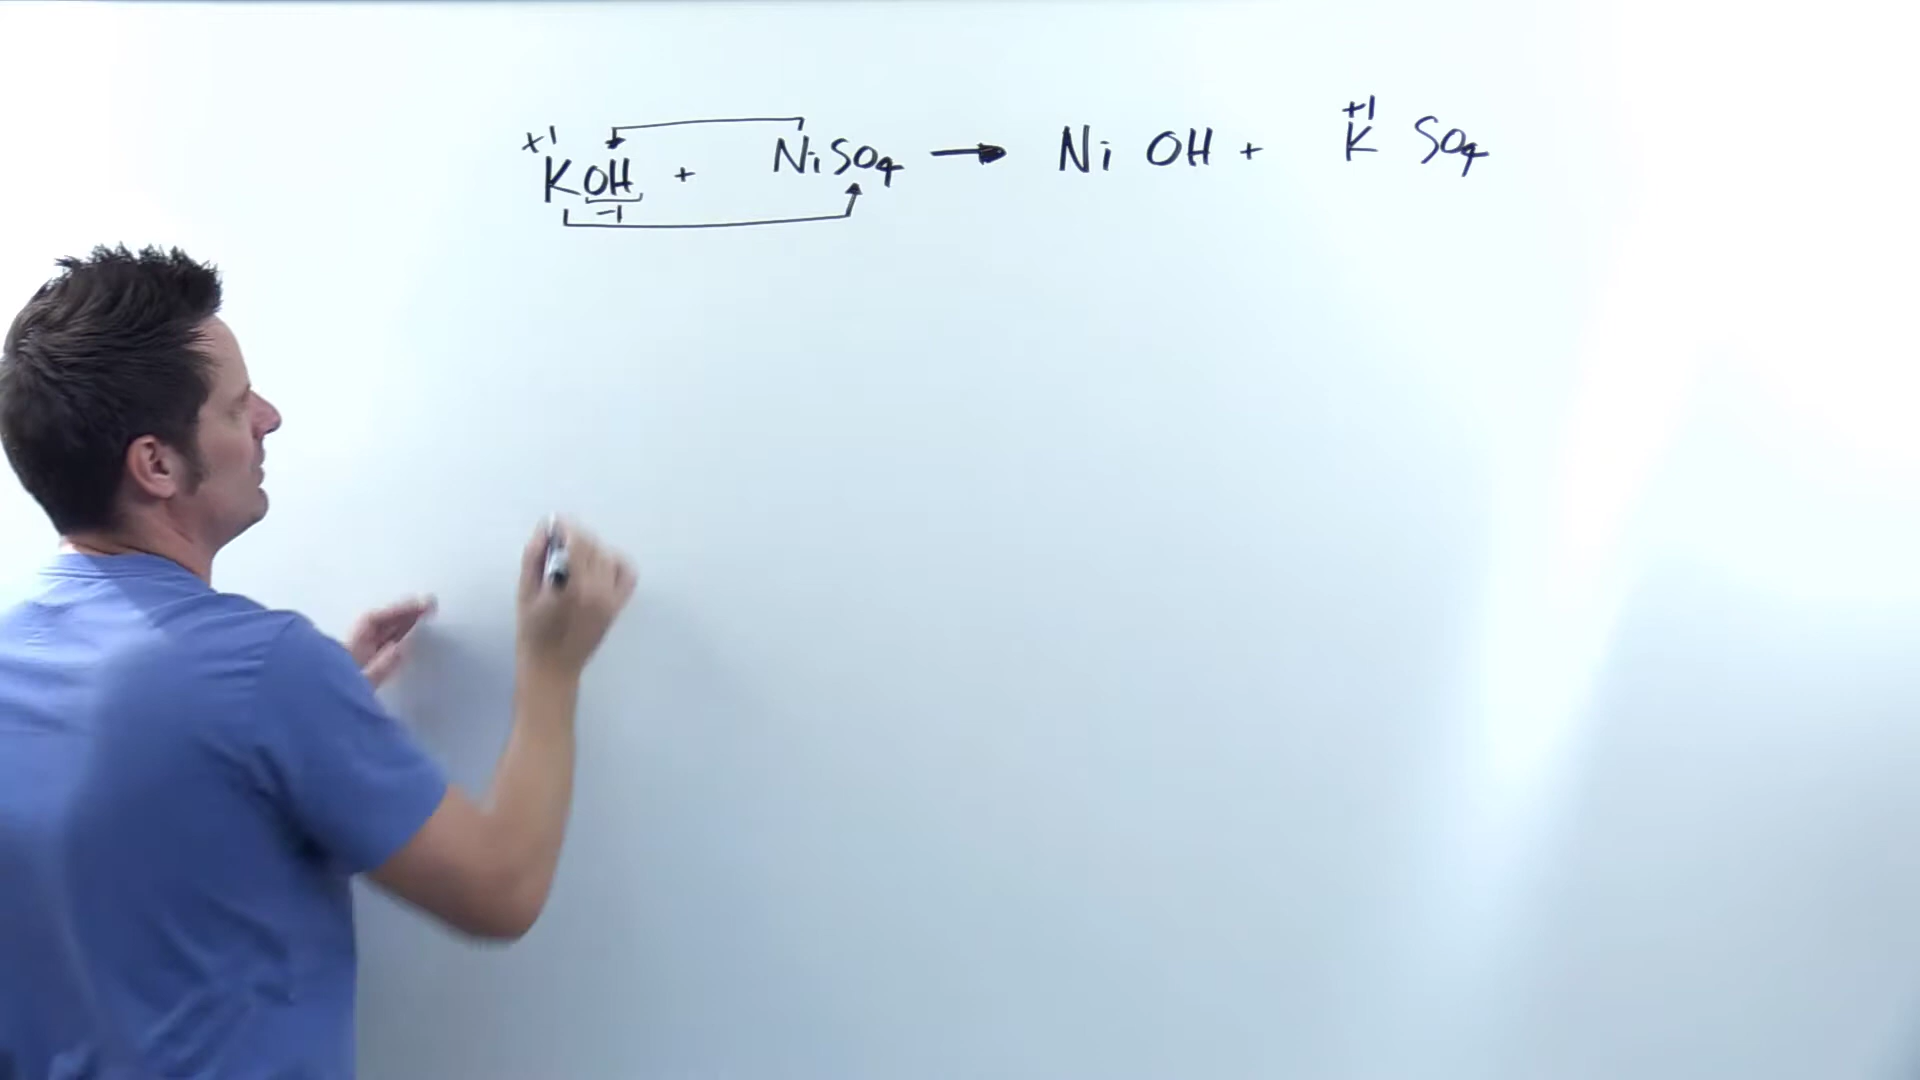 +1 +1
KOH + NiSO4 → Ni OH + K SO4
-1